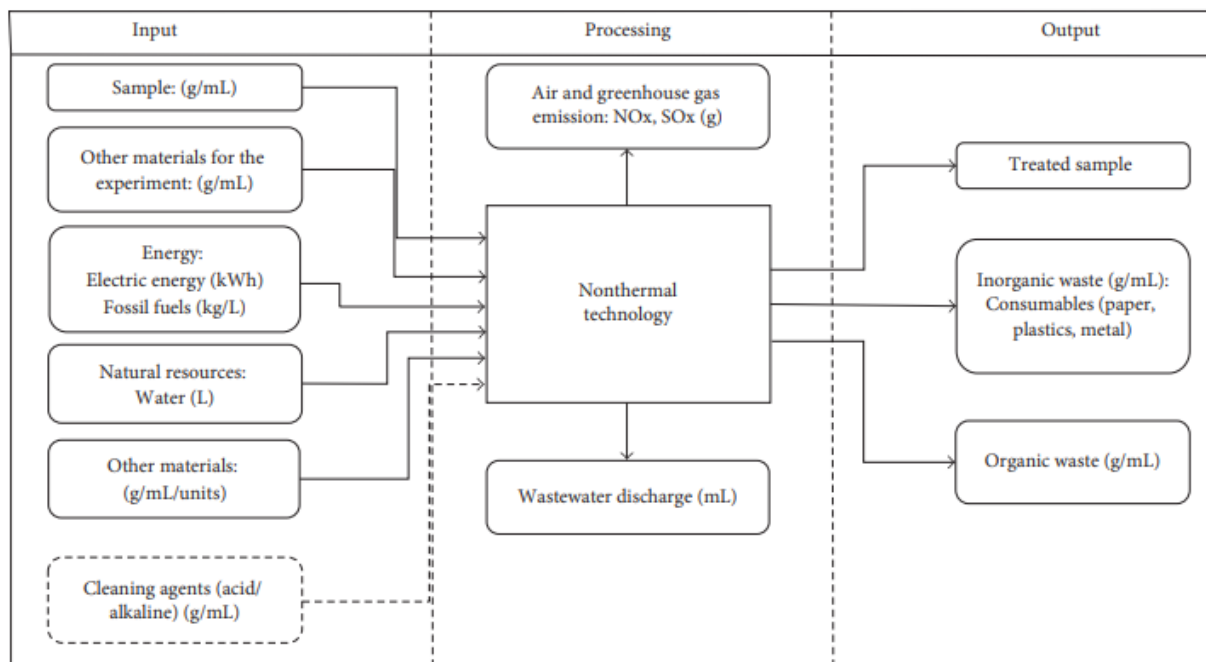 Input
Processing
Output
Sample: (g/mL)
Other materials for the
experiment: (g/mL)
Energy:
Electric energy (kWh)
Fossil fuels (kg/L)
Natural resources:
Water (L)
Other materials:
(g/mL/units)
Cleaning agents (acid/
alkaline) (g/mL)
Air and greenhouse gas
emission: NOx, SOx (g)
Nonthermal
technology
Wastewater discharge (mL)
Treated sample
Inorganic waste (g/mL):
Consumables (paper,
plastics, metal)
Organic waste (g/mL)